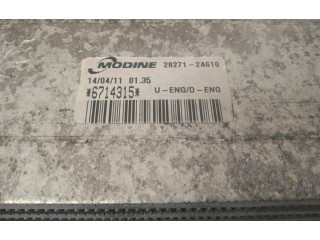 MODINE 28271-2A610
14/04/11 01.35
*6714315* U-ENG/D-ENG